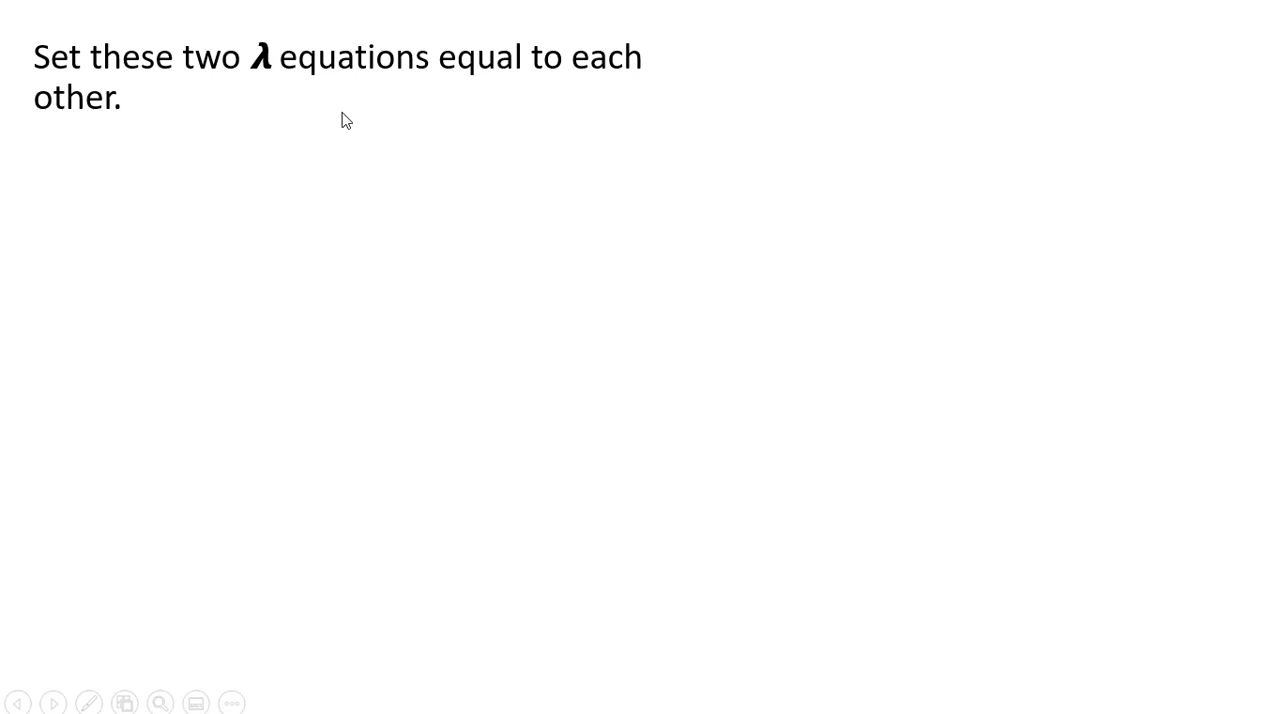 Set these two λ equations equal to each
other.